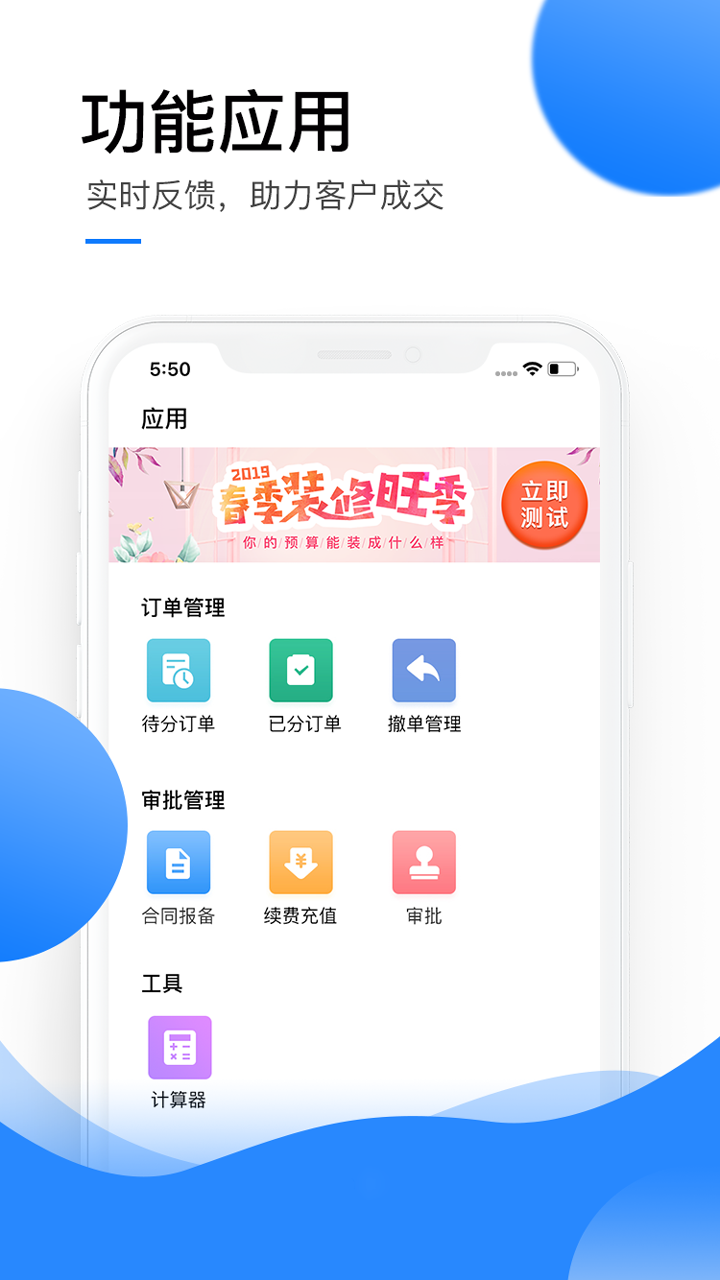 功能应用
实时反馈，助力客户成交
5:50
应用
2019
春季装修旺季
你的/预算能装成什么样
立即
测试
订单管理
待分订单
已分订单
撤单管理
审批管理
合同报备
续费充值
审批
工具
计算器